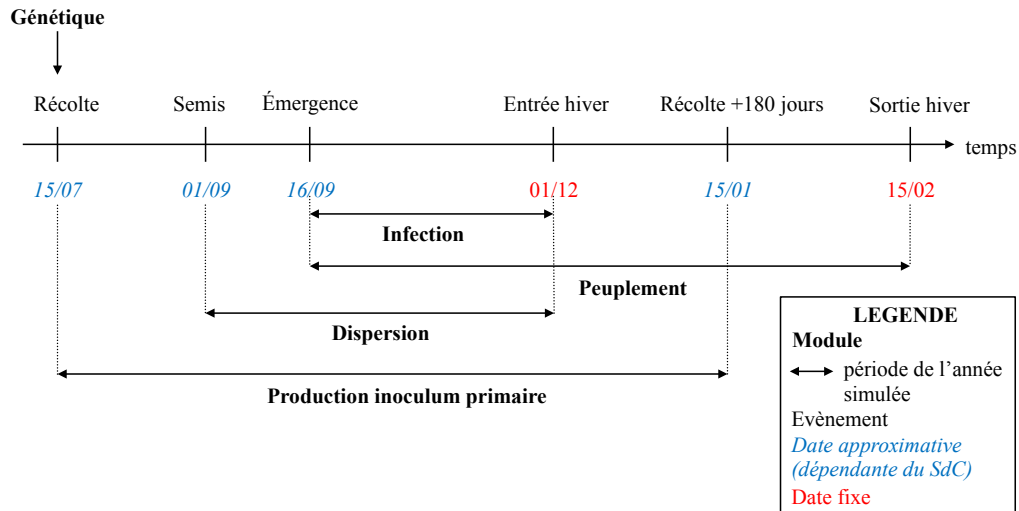 Génétique
Récolte Semis Émergence Entrée hiver Récolte +180 jours Sortie hiver
temps
15/07 01/09 16/09 01/12 15/01 15/02
Infection
Peuplement
Dispersion
Production inoculum primaire
LEGENDE
Module
période de l’année
simulée
Evènement
Date approximative
(dépendante du SdC)
Date fixe